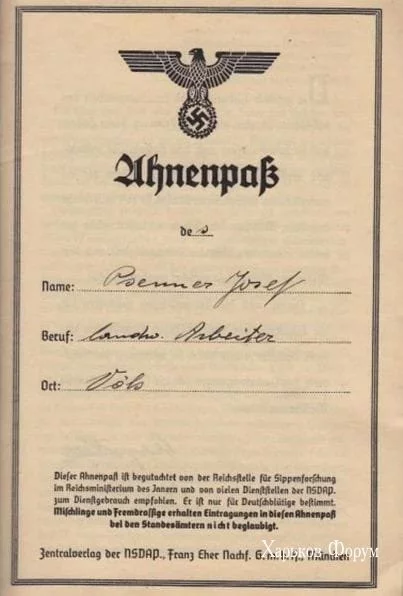 Ahnenpaß
des
Name: Psenner Josef
Beruf: landw. Arbeiter
Ort: Völs
Dieser Ahnenpaß ist begutachtet von der Reichsstelle für Sippenforschung
im Reichsministerium des Innern und von vielen Dienststellen der NSDAP.
zum Dienstgebrauch empfohlen. Er ist nur für Deutschblütige bestimmt.
Mischlinge und Fremdrassige erhalten Eintragungen in diesen Ahnenpaß
bei den Standesämtern nicht beglaubigt.
Zentralverlag der NSDAP., Franz Eher Nachf. G.m.b.H., München
Харьков Форум